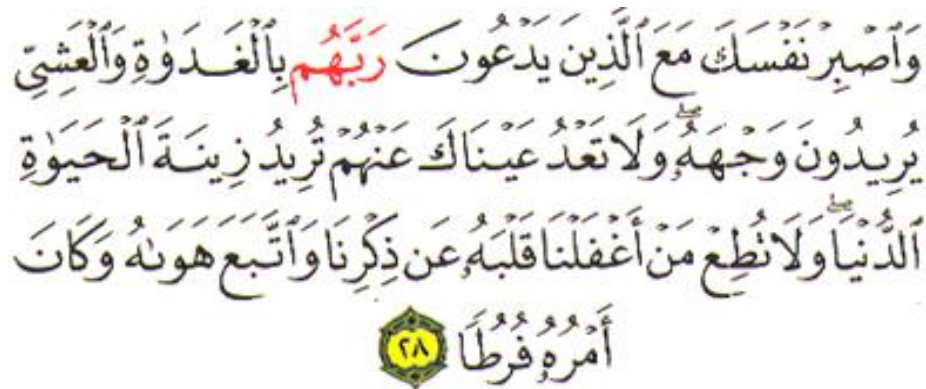 وَٱصۡبِرۡ نَفۡسَكَ مَعَ ٱلَّذِينَ يَدۡعُونَ رَبَّهُم بِٱلۡغَدَوٰةِ وَٱلۡعَشِيِّ
يُرِيدُونَ وَجۡهَهُۥۖ وَلَا تَعۡدُ عَيۡنَاكَ عَنۡهُمۡ تُرِيدُ زِينَةَ ٱلۡحَيَوٰةِ
ٱلدُّنۡيَاۖ وَلَا تُطِعۡ مَنۡ أَغۡفَلۡنَا قَلۡبَهُۥ عَن ذِكۡرِنَا وَٱتَّبَعَ هَوَىٰهُ وَكَانَ
أَمۡرُهُۥ فُرُطٗا ٢٨